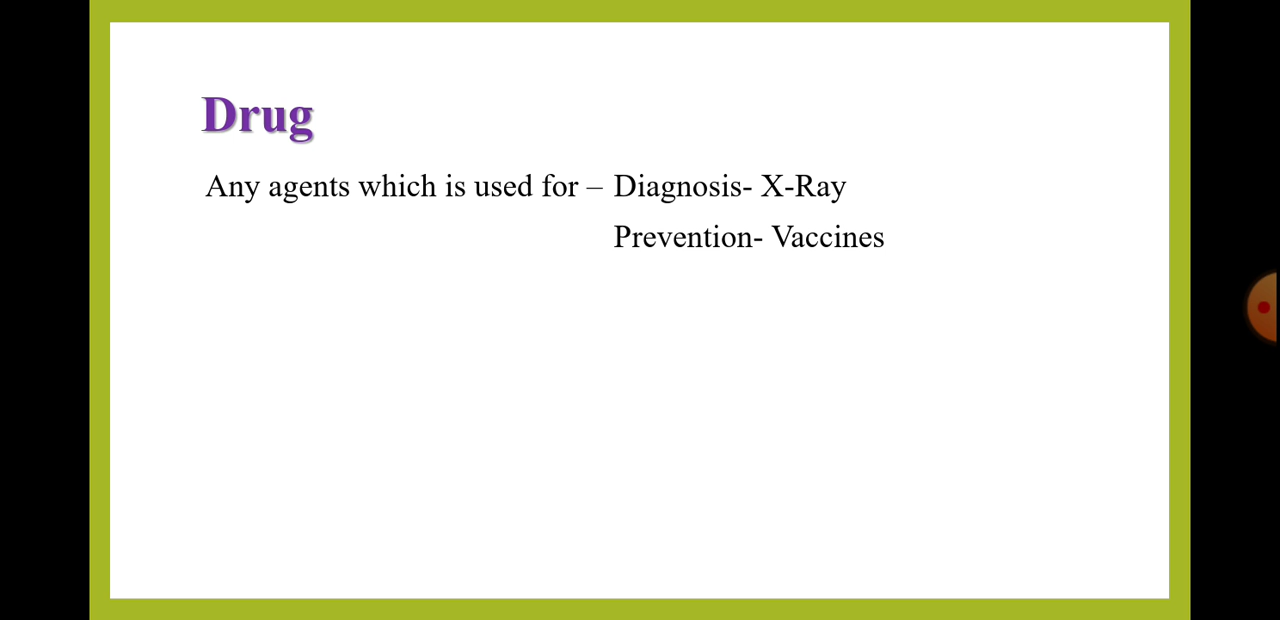 Drug
Any agents which is used for – Diagnosis- X-Ray
Prevention- Vaccines